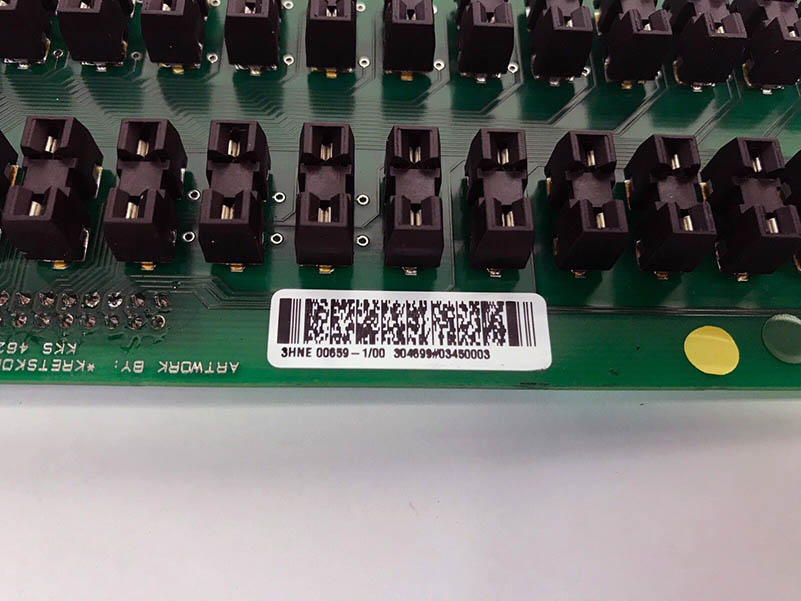 3HNE 00659-1/00 304699#03450003
ARTWORK BY: *KRETSKO
KKS 462